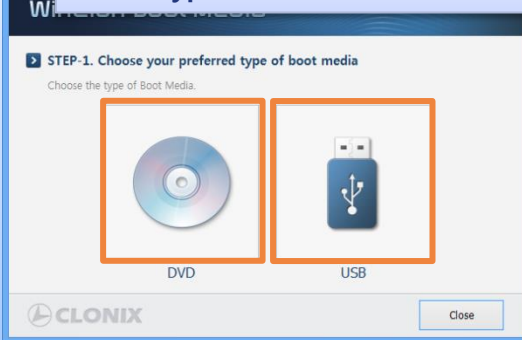 STEP-1. Choose your preferred type of boot media
Choose the type of Boot Media.
DVD
USB
CLONIX
Close